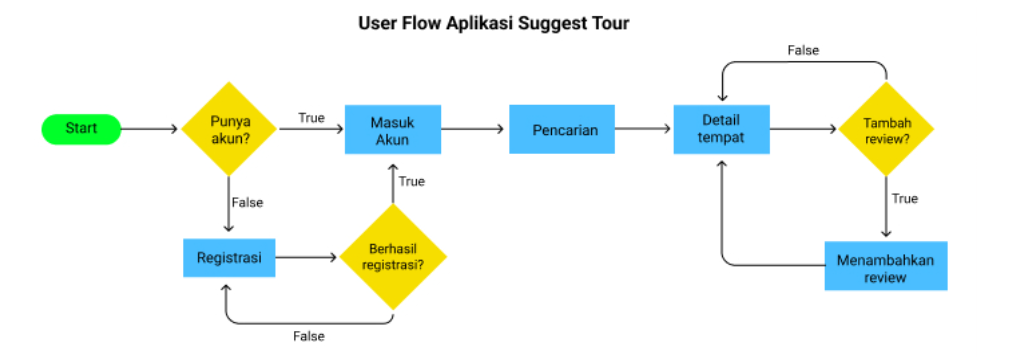 User Flow Aplikasi Suggest Tour
False
Start
Punya
akun?
True
Masuk
Akun
Pencarian
Detail
tempat
Tambah
review?
False
True
True
Registrasi
Berhasil
registrasi?
Menambahkan
review
False